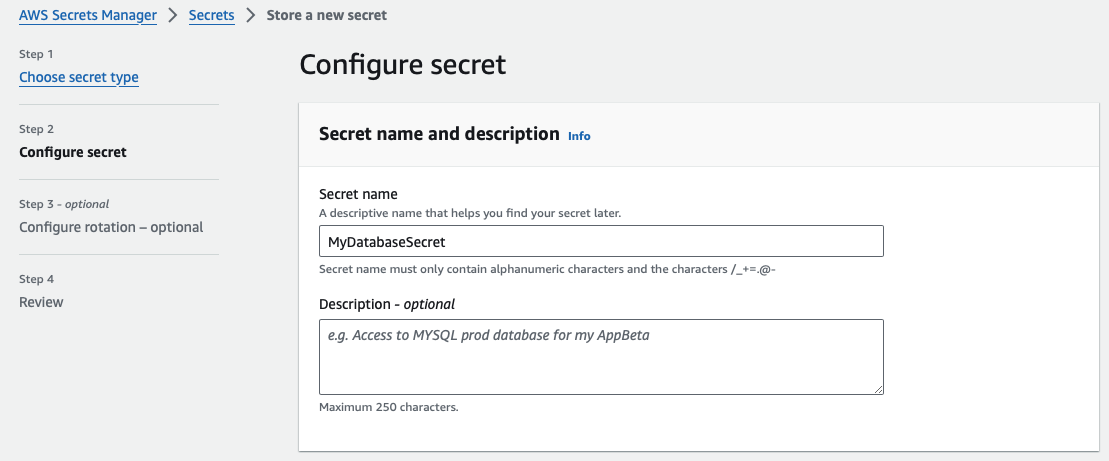 AWS Secrets Manager > Secrets > Store a new secret
Step 1
Choose secret type
Step 2
Configure secret
Step 3 - optional
Configure rotation – optional
Step 4
Review
Configure secret
Secret name and description Info
Secret name
A descriptive name that helps you find your secret later.
MyDatabaseSecret
Secret name must only contain alphanumeric characters and the characters /_+=.@-
Description - optional
e.g. Access to MYSQL prod database for my AppBeta
Maximum 250 characters.